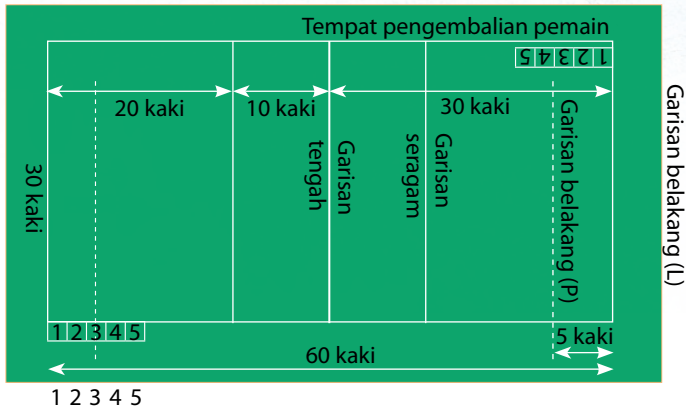 Tempat pengembalian pemain
1 2 3 4 5
20 kaki
10 kaki
30 kaki
30 kaki
Garisan tengah
Garisan seragam
Garisan belakang (P)
Garisan belakang (L)
1 2 3 4 5
5 kaki
60 kaki
1 2 3 4 5